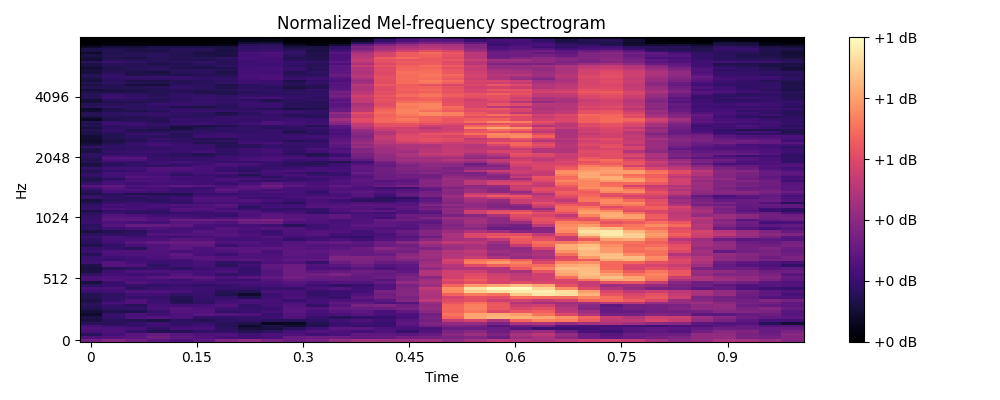 Normalized Mel-frequency spectrogram
Hz
4096
2048
1024
512
0
0 0.15 0.3 0.45 0.6 0.75 0.9
Time
+1 dB
+1 dB
+1 dB
+0 dB
+0 dB
+0 dB